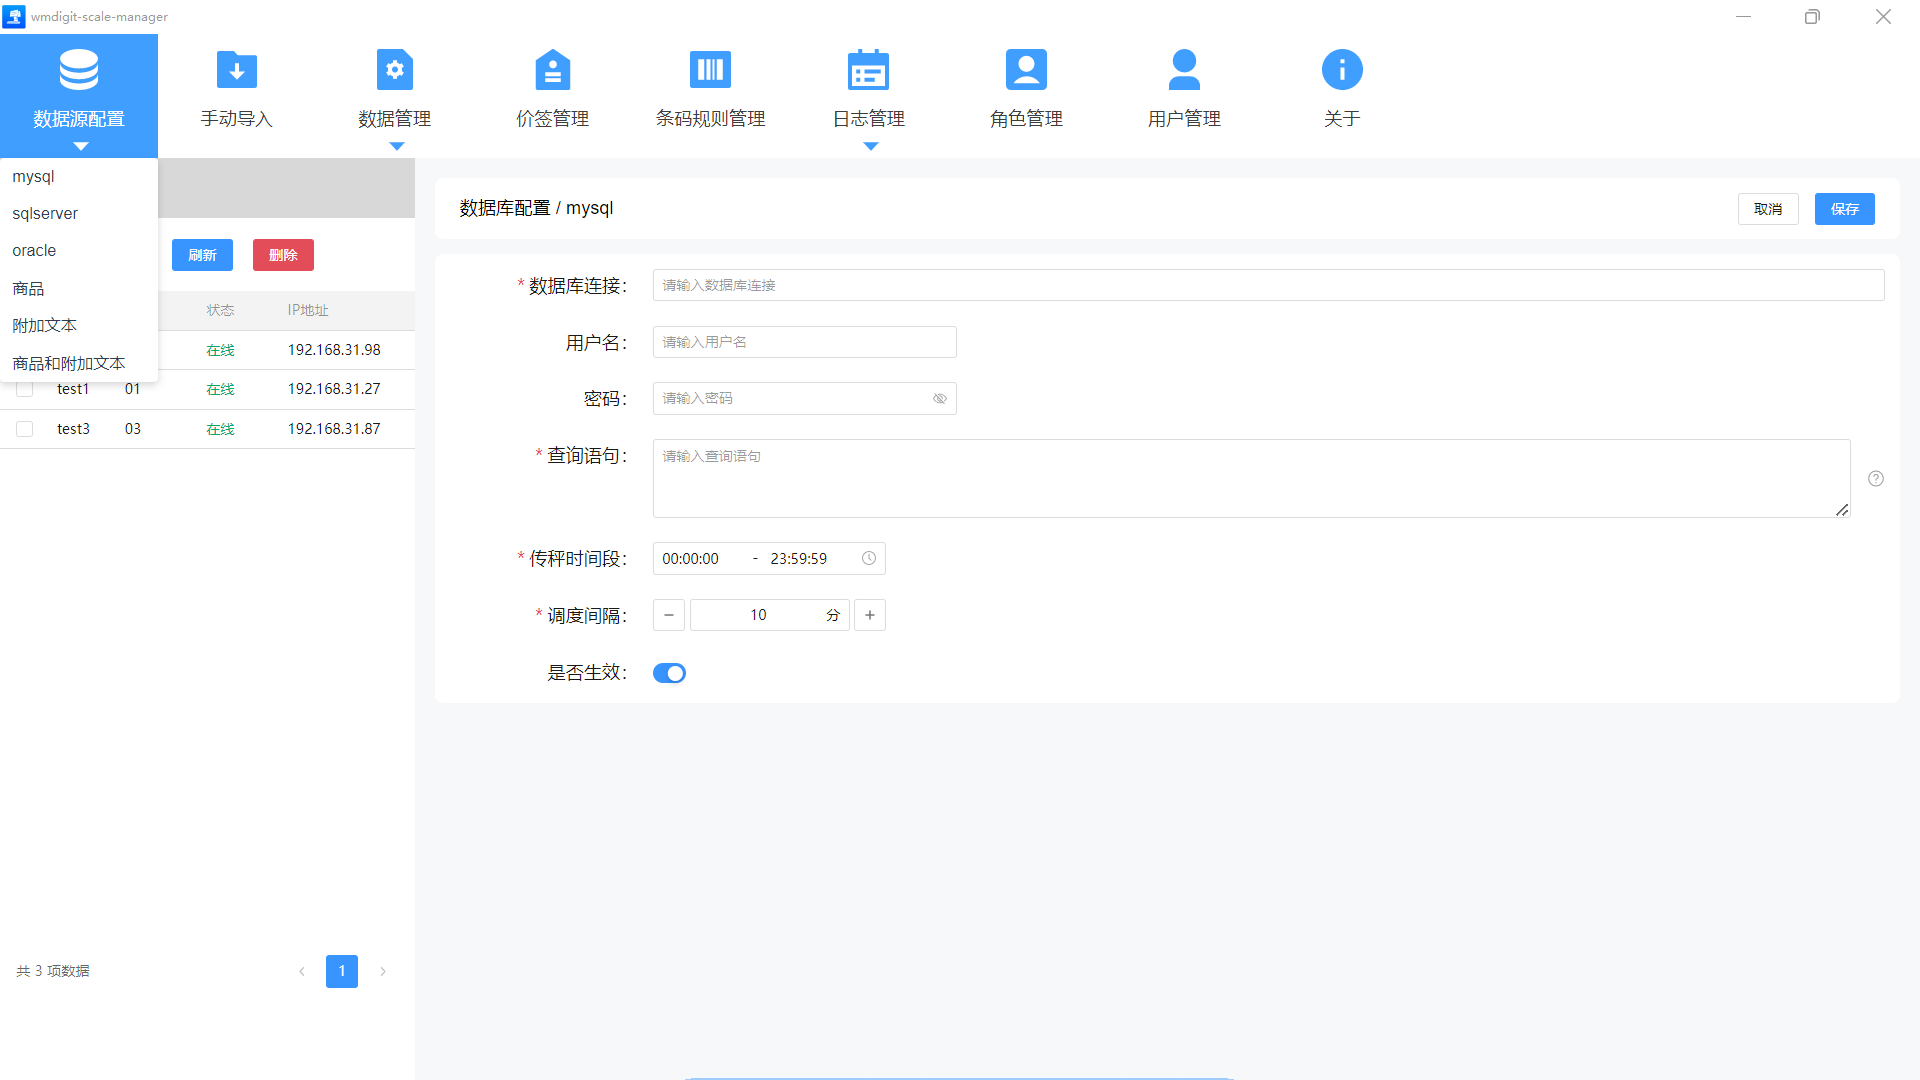 wmdigit-scale-manager
数据源配置
手动导入
数据管理
价签管理
条码规则管理
日志管理
角色管理
用户管理
关于
mysql
sqlserver
oracle
商品
附加文本
商品和附加文本
刷新
删除
状态
IP地址
在线
192.168.31.98
test1
01
在线
192.168.31.27
test3
03
在线
192.168.31.87
共 3 项数据
1
数据库配置 / mysql
取消
保存
* 数据库连接：
请输入数据库连接
用户名：
请输入用户名
密码：
请输入密码
* 查询语句：
请输入查询语句
* 传秤时间段：
00:00:00 - 23:59:59
* 调度间隔：
10 分
是否生效：